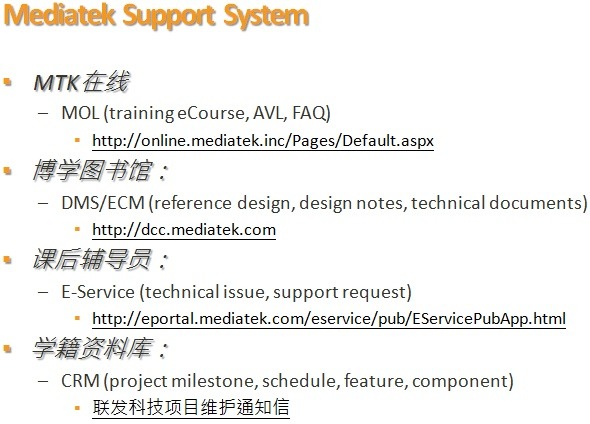 Mediatek Support System
MTK在线
– MOL (training eCourse, AVL, FAQ)
http://online.mediatek.inc/Pages/Default.aspx
博学图书馆：
– DMS/ECM (reference design, design notes, technical documents)
http://dcc.mediatek.com
课后辅导员：
– E-Service (technical issue, support request)
http://eportal.mediatek.com/eservice/pub/EServicePubApp.html
学籍资料库：
– CRM (project milestone, schedule, feature, component)
联发科技项目维护通知信